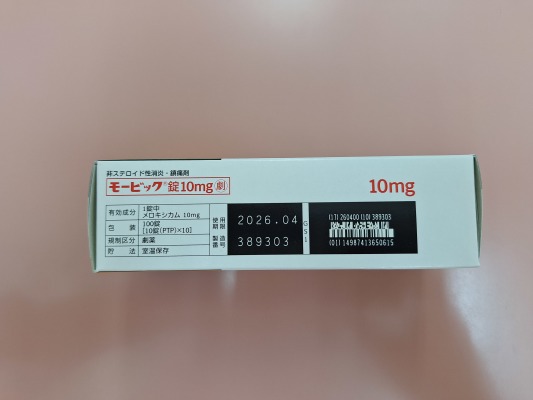 非ステロイド性消炎・鎮痛剤
モービック®錠10mg 劇
10mg
有効成分 1錠中
メロキシカム 10mg
包装 100錠
[10錠(PTP)×10]
規制区分 劇薬
貯法 室温保存
使用期限 2026.04
製造番号 389303
GS1
(17) 260400 (10) 389303
(01) 14987413650615